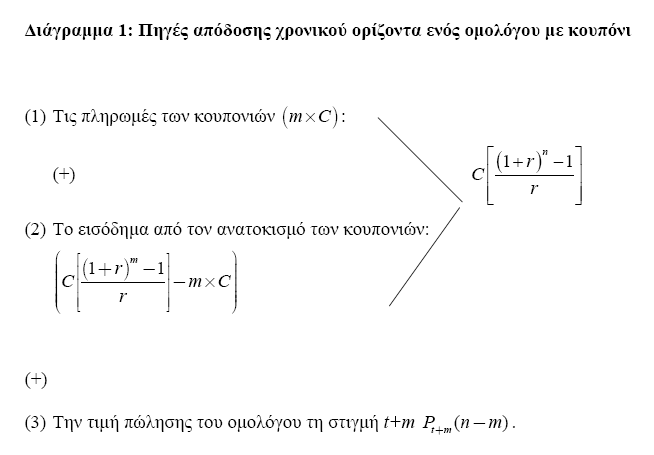 Διάγραμμα 1: Πηγές απόδοσης χρονικού ορίζοντα ενός ομολόγου με κουπόνι
(1) Τις πληρωμές των κουπονιών (m×C):
(+)
C[((1+r)^n −1)/r]
(2) Το εισόδημα από τον ανατοκισμό των κουπονιών:
(C[((1+r)^m −1)/r]−m×C)
(+)
(3) Την τιμή πώλησης του ομολόγου τη στιγμή t+m P_{t+m}(n−m).